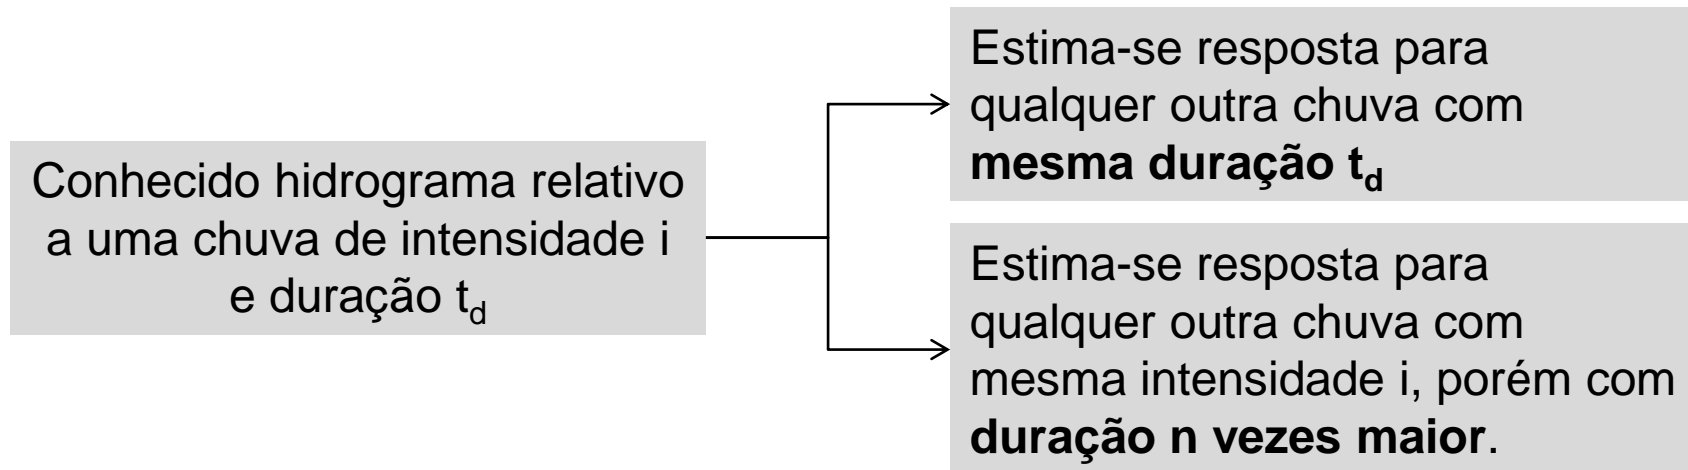 Conhecido hidrograma relativo
a uma chuva de intensidade i
e duração td
Estima-se resposta para
qualquer outra chuva com
mesma duração td
Estima-se resposta para
qualquer outra chuva com
mesma intensidade i, porém com
duração n vezes maior.